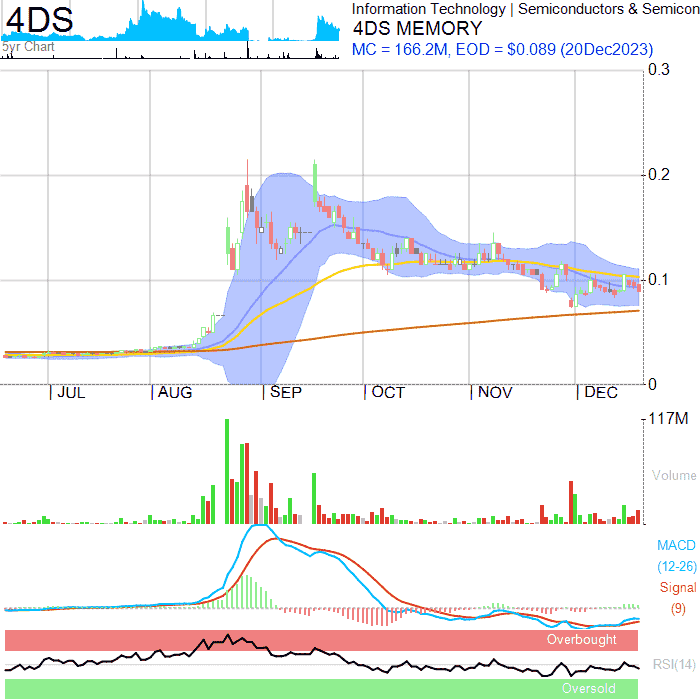 4DS
5yr Chart
Information Technology | Semiconductors & Semicon
4DS MEMORY
MC = 166.2M, EOD = $0.089 (20Dec2023)
0.3
0.2
0.1
0
JUL AUG SEP OCT NOV DEC
117M
Volume
MACD
(12-26)
Signal
(9)
Overbought
RSI(14)
Oversold